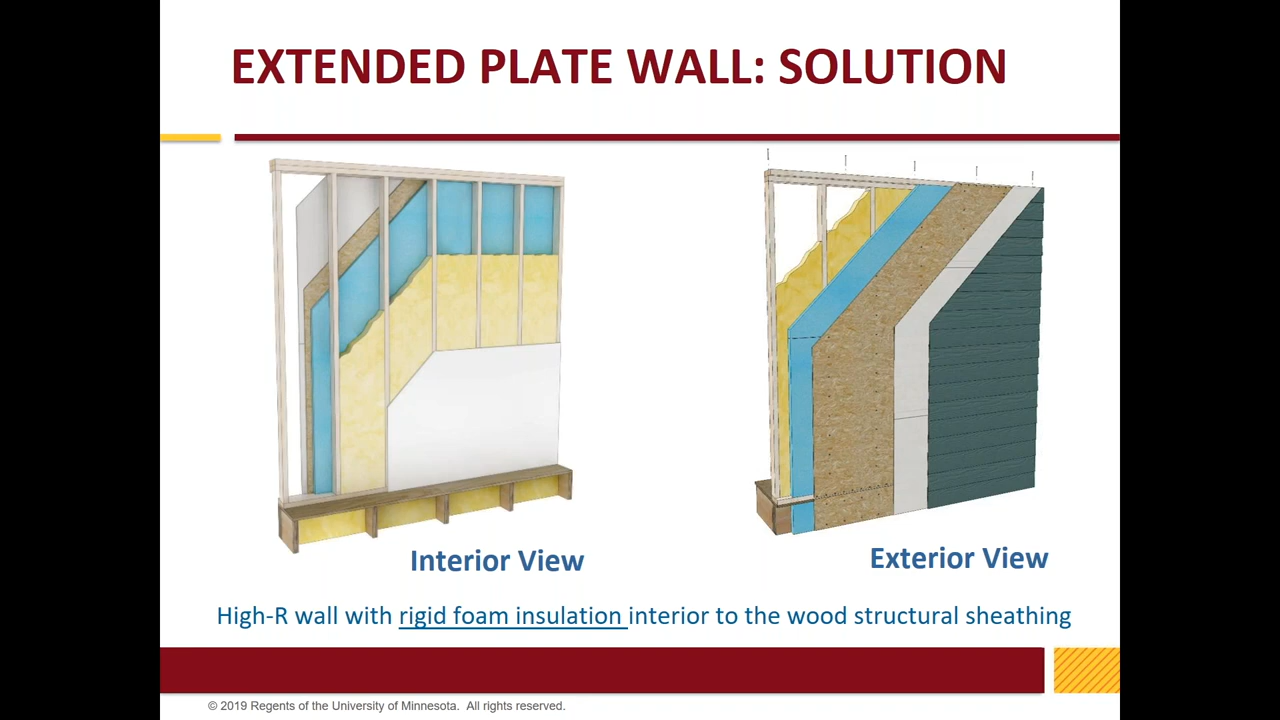 EXTENDED PLATE WALL: SOLUTION
Interior View
Exterior View
High-R wall with rigid foam insulation interior to the wood structural sheathing
© 2019 Regents of the University of Minnesota. All rights reserved.